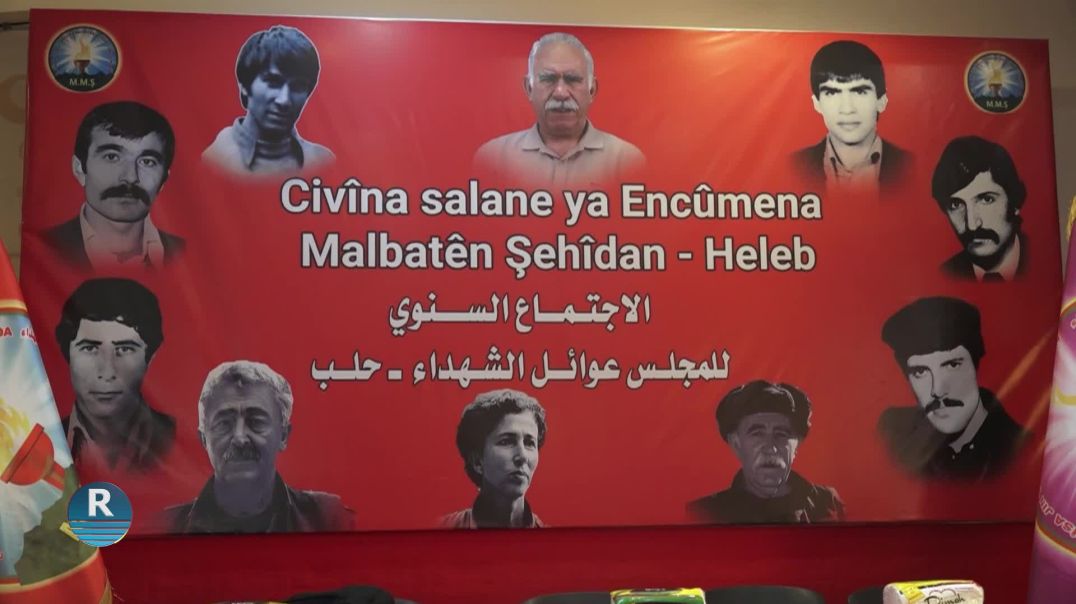 M.M.Ş
M.M.Ş
Civîna salane ya Encûmena
Malbatên Şehîdan - Heleb
الاجتماع السنوي
للمجلس عوائل الشهداء - حلب
R